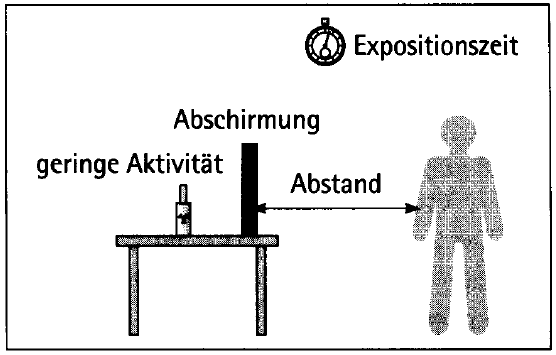 Expositionszeit
Abschirmung
geringe Aktivität
Abstand